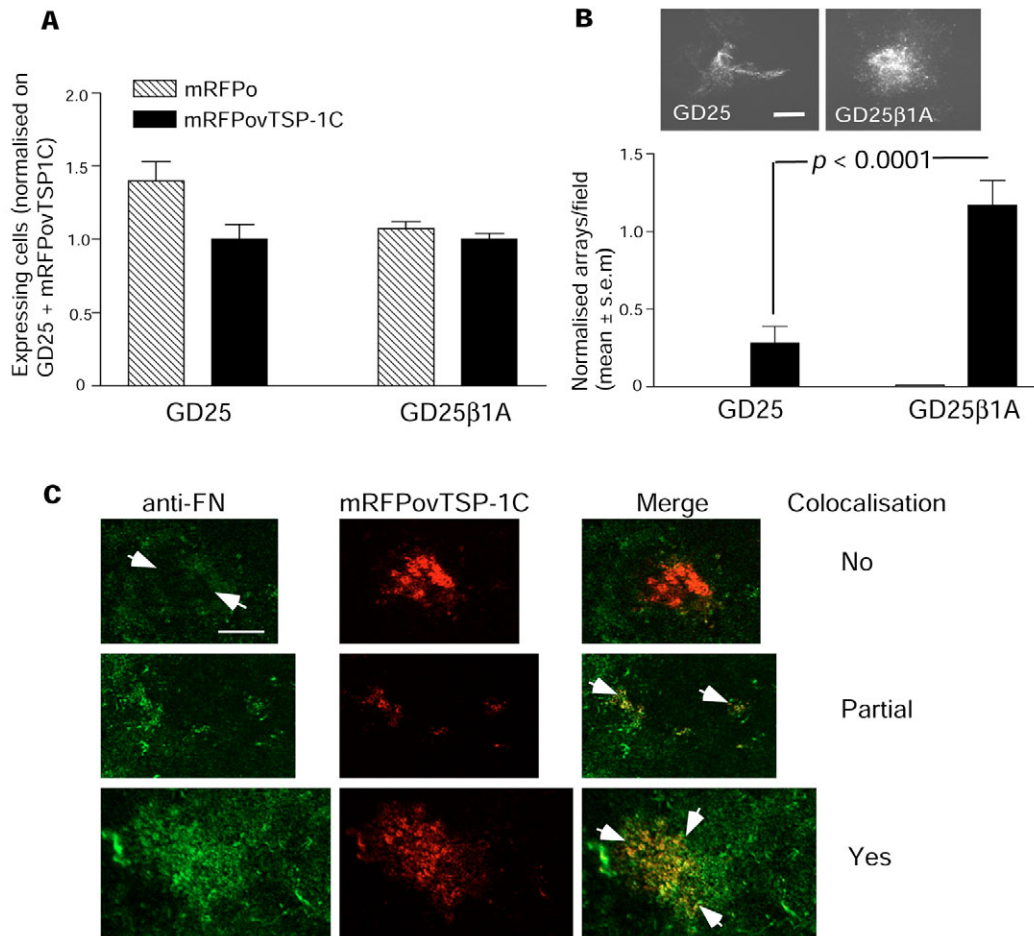 A
mRFPo
mRFPovTSP-1C
Expressing cells (normalised on
GD25 + mRFPovTSP1C)
2.0
1.5
1.0
0.5
0
GD25
GD25β1A
B
GD25
GD25β1A
p < 0.0001
Normalised arrays/field
(mean ± s.e.m)
1.5
1.0
0.5
0
GD25
GD25β1A
C
anti-FN
mRFPovTSP-1C
Merge
Colocalisation
No
Partial
Yes